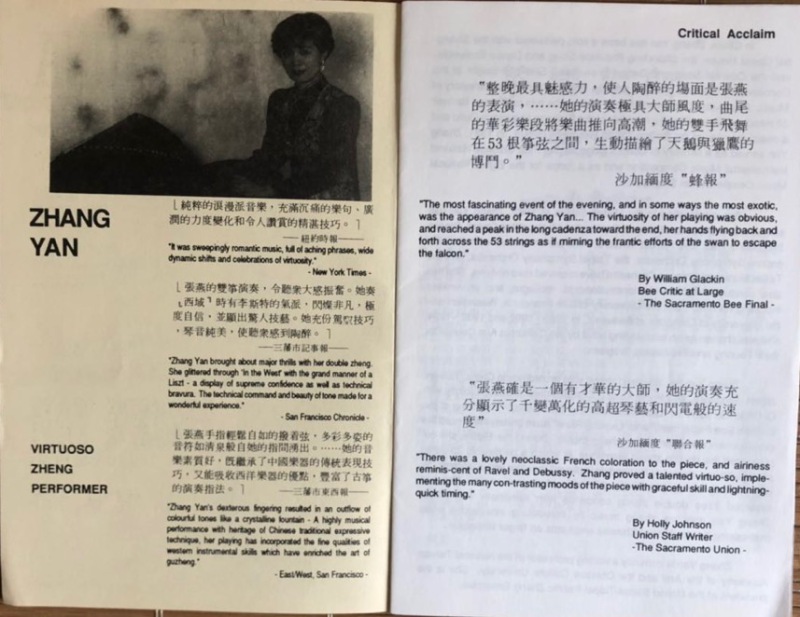 ZHANG
YAN
VIRTUOSO
ZHENG
PERFORMER
「純粹的浪漫派音樂，充滿沉痛的樂句、廣
濶的力度變化和令人讚賞的精湛技巧。」
——紐約時報——
"It was sweepingly romantic music, full of aching phrases, wide
dynamic shifts and celebrations of virtuosity."
- New York Times -
「張燕的雙箏演奏，令聽衆大感振奮。她奏
「西域」時有李斯特的氣派，閃爍非凡，極
度自信，並顯出驚人技藝。她充份駕馭技巧
，琴音純美，使聽衆感到陶醉。」
——三藩市記事報——
"Zhang Yan brought about major thrills with her double zheng.
She glittered through 'In the West' with the grand manner of a
Liszt - a display of supreme confidence as well as technical
bravura. The technical command and beauty of tone made for a
wonderful experience."
- San Francisco Chronicle -
「張燕手指輕鬆自如的撥着弦，多彩多姿的
音符如清泉般自她的指間湧出。……她的音
樂素質好，既繼承了中國樂器的傳統表現技
巧，又能吸收西洋樂器的優點，豐富了古箏
的演奏指法。」——三藩市東西報——
"Zhang Yan's dexterous fingering resulted in an outflow of
colourful tones like a crystalline fountain - A highly musical
performance with heritage of Chinese traditional expressive
technique, her playing has incorporated the fine qualities of
western instrumental skills which have enriched the art of
guzheng."
- East/West, San Francisco -
Critical Acclaim
"整晚最具魅惑力，使人陶醉的場面是張燕
的表演，……她的演奏極具大師風度，曲尾
的華彩樂段將樂曲推向高潮，她的雙手飛舞
在 53 根箏弦之間，生動描繪了天鵝與獵鷹的
博鬥。"
沙加緬度 "蜂報"
"The most fascinating event of the evening, and in some ways the most exotic,
was the appearance of Zhang Yan... The virtuosity of her playing was obvious,
and reached a peak in the long cadenza toward the end, her hands flying back and
forth across the 53 strings as if miming the frantic efforts of the swan to escape
the falcon."
By William Glackin
Bee Critic at Large
- The Sacramento Bee Final -
"張燕確是一個有才華的大師，她的演奏充
分顯示了千變萬化的高超琴藝和閃電般的速
度"
沙加緬度 "聯合報"
"There was a lovely neoclassic French coloration to the piece, and airiness
reminis-cent of Ravel and Debussy. Zhang proved a talented virtuo-so, imple-
menting the many con-trasting moods of the piece with graceful skill and lightning-
quick timing."
By Holly Johnson
Union Staff Writer
-The Sacramento Union -